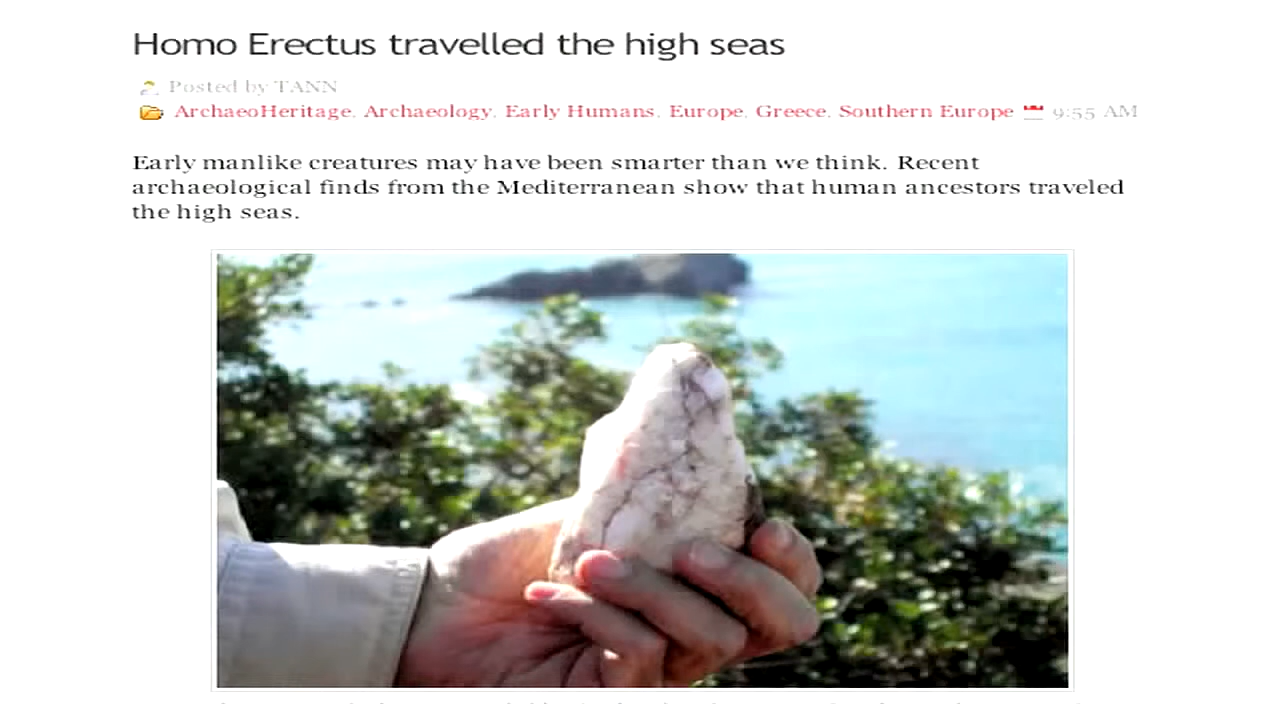 Homo Erectus travelled the high seas
Posted by TANN
ArchaeoHeritage, Archaeology, Early Humans, Europe, Greece, Southern Europe 9:55 AM
Early manlike creatures may have been smarter than we think. Recent
archaeological finds from the Mediterranean show that human ancestors traveled
the high seas.